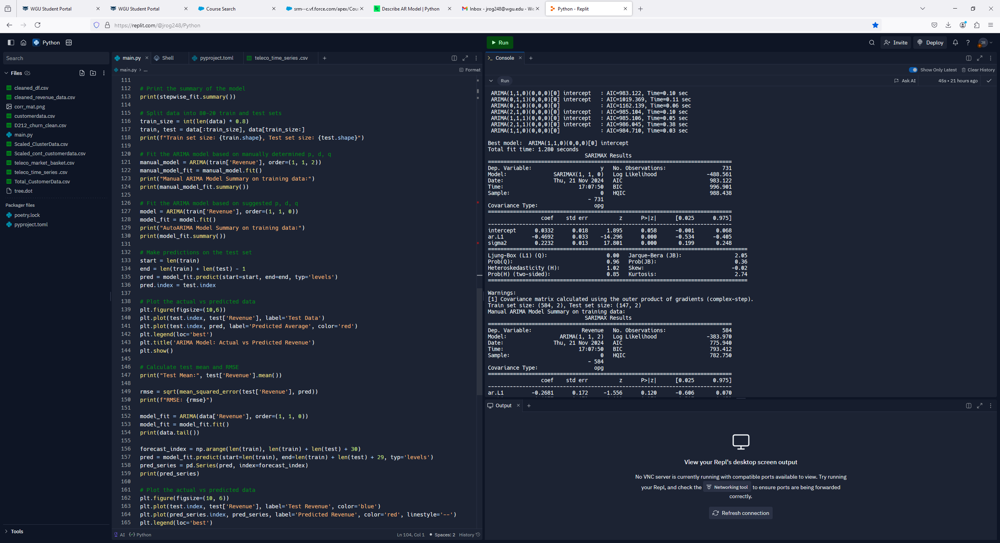 WGU Student Portal
WGU Student Portal
Course Search
srm--c.vf.force.com/apex/Cou
Describe AR Model | Python
Inbox - jrog248@wgu.edu - We
Python - Replit
https://replit.com/@jrog248/Python
Python
Run
Invite
Deploy
JR
Search
Files
cleaned_df.csv
cleaned_revenue_data.csv
corr_mat.png
customerdata.csv
D212_churn_clean.csv
main.py
Scaled_ClusterData.csv
Scaled_cont_customerdata.csv
teleco_market_basket.csv
teleco_time_series .csv
Total_CustomerData.csv
tree.dot
Packager files
poetry.lock
pyproject.toml
Tools
main.py
Shell
pyproject.toml
teleco_time_series .csv
main.py > ...
Format
111
112 # Print the summary of the model
113 print(stepwise_fit.summary())
114
115 # Split data into 80-20 train and test sets
116 train_size = int(len(data) * 0.8)
117 train, test = data[:train_size], data[train_size:]
118 print(f"Train set size: {train.shape}, Test set size: {test.shape}")
119
120 # Fit the ARIMA model based on manually determined p, d, q
121 manual_model = ARIMA(train['Revenue'], order=(1, 1, 2))
122 manual_model_fit = manual_model.fit()
123 print("Manual ARIMA Model Summary on training data:")
124 print(manual_model_fit.summary())
125
126 # Fit the ARIMA model based on suggested p, d, q
127 model = ARIMA(train['Revenue'], order=(1, 1, 0))
128 model_fit = model.fit()
129 print("AutoARIMA Model Summary on training data:")
130 print(model_fit.summary())
131
132 # Make predictions on the test set
133 start = len(train)
134 end = len(train) + len(test) - 1
135 pred = model_fit.predict(start=start, end=end, typ='levels')
136 pred.index = test.index
137
138 # Plot the actual vs predicted data
139 plt.figure(figsize=(10,6))
140 plt.plot(test.index, test['Revenue'], label='Test Data')
141 plt.plot(test.index, pred, label='Predicted Average', color='red')
142 plt.legend(loc='best')
143 plt.title('ARIMA Model: Actual vs Predicted Revenue')
144 plt.show()
145
146 # Calculate test mean and RMSE
147 print("Test Mean:", test['Revenue'].mean())
148
149 rmse = sqrt(mean_squared_error(test['Revenue'], pred))
150 print(f"RMSE: {rmse}")
151
152 model_fit = ARIMA(data['Revenue'], order=(1, 1, 0))
153 model_fit = model_fit.fit()
154 print(data.tail())
155
156 forecast_index = np.arange(len(train), len(train) + len(test) + 30)
157 pred = model_fit.predict(start=len(train), end=len(train) + len(test) + 29, typ='levels')
158 pred_series = pd.Series(pred, index=forecast_index)
159 print(pred_series)
160
161 # Plot the actual vs predicted data
162 plt.figure(figsize=(10, 6))
163 plt.plot(test.index, test['Revenue'], label='Test Revenue', color='blue')
164 plt.plot(pred_series.index, pred_series, label='Predicted Revenue', color='red', linestyle='--')
165 plt.legend(loc='best')
AI {✓} Python Ln 104, Col 1 • Spaces: 2 History
Console
Show Only Latest Clear History
Run Ask AI 45s • 21 hours ago
ARIMA(1,1,0)(0,0,0)[0] intercept : AIC=983.122, Time=0.10 sec
ARIMA(0,1,1)(0,0,0)[0] intercept : AIC=1019.369, Time=0.11 sec
ARIMA(0,1,0)(0,0,0)[0] : AIC=1162.139, Time=0.06 sec
ARIMA(2,1,0)(0,0,0)[0] intercept : AIC=985.104, Time=0.10 sec
ARIMA(1,1,1)(0,0,0)[0] intercept : AIC=985.106, Time=0.05 sec
ARIMA(2,1,1)(0,0,0)[0] intercept : AIC=986.045, Time=0.38 sec
ARIMA(1,1,0)(0,0,0)[0] : AIC=984.710, Time=0.03 sec
Best model: ARIMA(1,1,0)(0,0,0)[0] intercept
Total fit time: 1.280 seconds
SARIMAX Results
Dep. Variable: y No. Observations: 731
Model: SARIMAX(1, 1, 0) Log Likelihood -488.561
Date: Thu, 21 Nov 2024 AIC 983.122
Time: 17:07:50 BIC 996.901
Sample: 0 HQIC 988.438
- 731
Covariance Type: opg
coef std err z P>|z| [0.025 0.975]
intercept 0.0332 0.018 1.895 0.058 -0.001 0.068
ar.L1 -0.4692 0.033 -14.296 0.000 -0.534 -0.405
sigma2 0.2232 0.013 17.801 0.000 0.199 0.248
Ljung-Box (L1) (Q): 0.00 Jarque-Bera (JB): 2.05
Prob(Q): 0.96 Prob(JB): 0.36
Heteroskedasticity (H): 1.02 Skew: -0.02
Prob(H) (two-sided): 0.85 Kurtosis: 2.74
Warnings:
[1] Covariance matrix calculated using the outer product of gradients (complex-step).
Train set size: (584, 2), Test set size: (147, 2)
Manual ARIMA Model Summary on training data:
SARIMAX Results
Dep. Variable: Revenue No. Observations: 584
Model: ARIMA(1, 1, 2) Log Likelihood -383.970
Date: Thu, 21 Nov 2024 AIC 775.940
Time: 17:07:50 BIC 793.412
Sample: 0 HQIC 782.750
- 584
Covariance Type: opg
coef std err z P>|z| [0.025 0.975]
ar.L1 -0.2681 0.172 -1.556 0.120 -0.606 0.070
Output
View your Repl's desktop screen output
No VNC server is currently running with compatible ports available to view. Try running
your Repl, and check the Networking tool to ensure ports are being forwarded
correctly.
Refresh connection